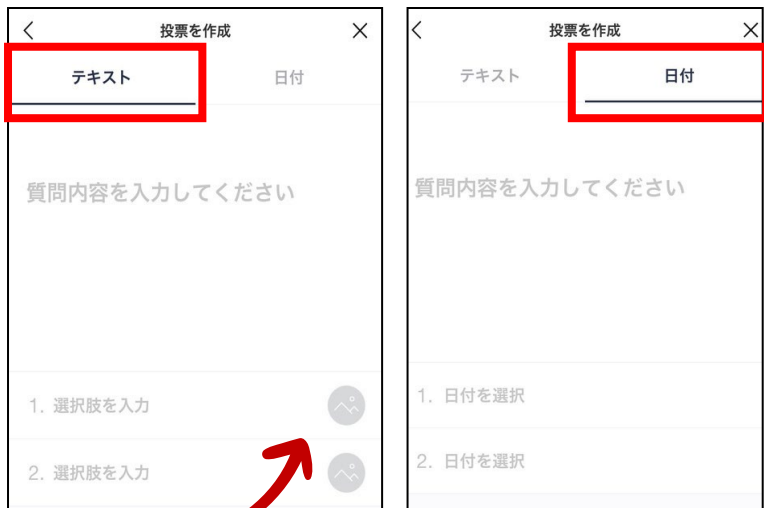 投票を作成
テキスト 日付
質問内容を入力してください
1. 選択肢を入力
2. 選択肢を入力
投票を作成
テキスト 日付
質問内容を入力してください
1. 日付を選択
2. 日付を選択